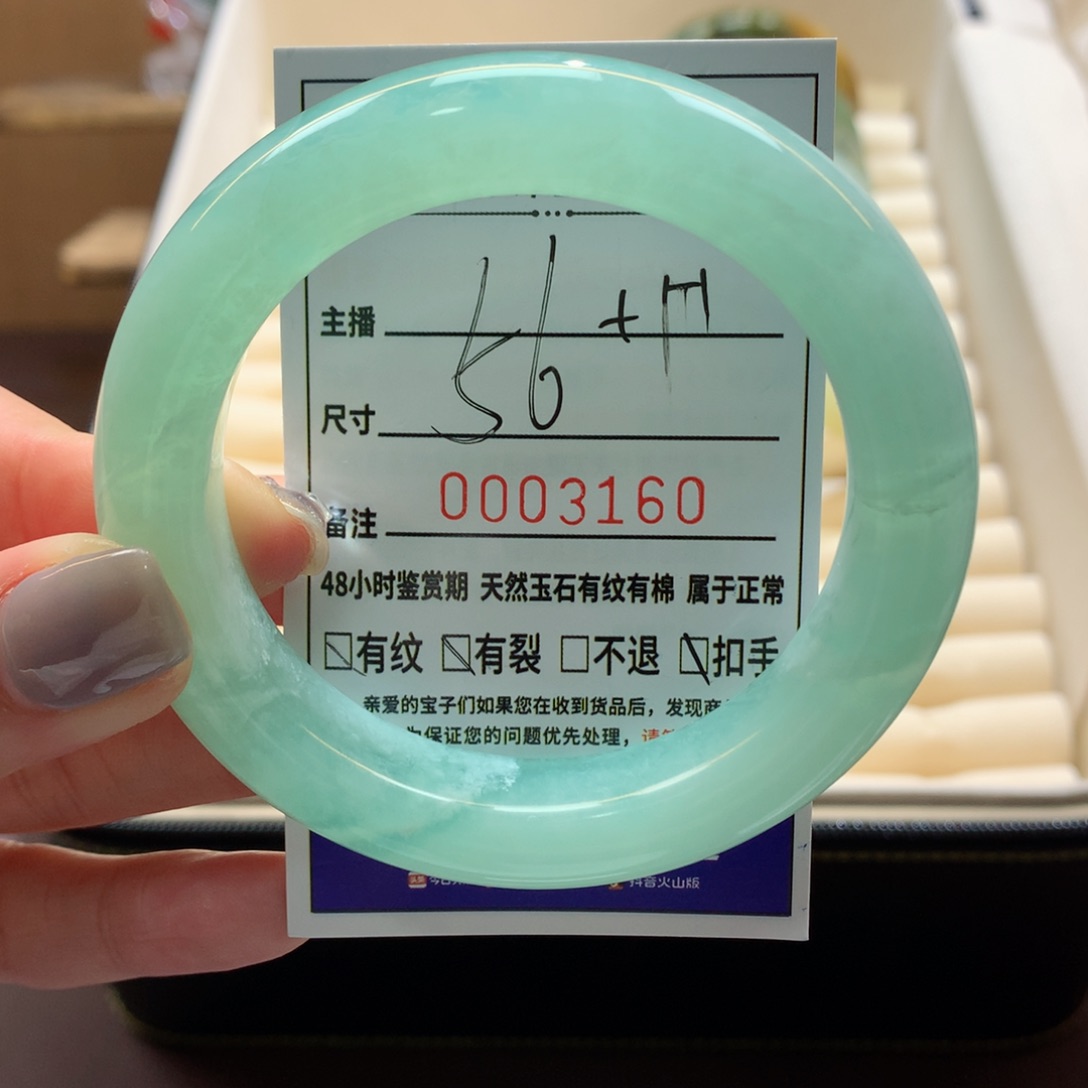 主播
56 +
尺寸
备注 0003160
48小时鉴赏期 天然玉石有纹有棉 属于正常
有纹 有裂 不退 扣手
亲爱的宝子们如果您在收到货品后，发现商
保证您的问题优先处理，请
抖音火山版